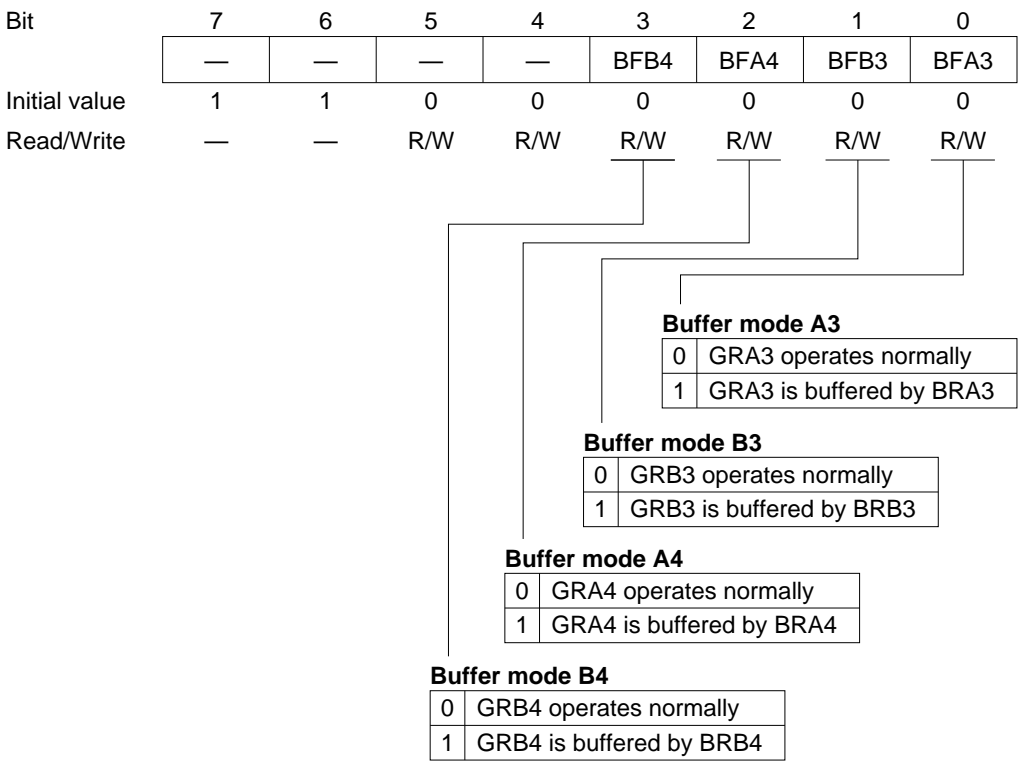 Bit 7 6 5 4 3 2 1 0
— — — — BFB4 BFA4 BFB3 BFA3
Initial value 1 1 0 0 0 0 0 0
Read/Write — — R/W R/W R/W R/W R/W R/W
Buffer mode A3
0 GRA3 operates normally
1 GRA3 is buffered by BRA3
Buffer mode B3
0 GRB3 operates normally
1 GRB3 is buffered by BRB3
Buffer mode A4
0 GRA4 operates normally
1 GRA4 is buffered by BRA4
Buffer mode B4
0 GRB4 operates normally
1 GRB4 is buffered by BRB4